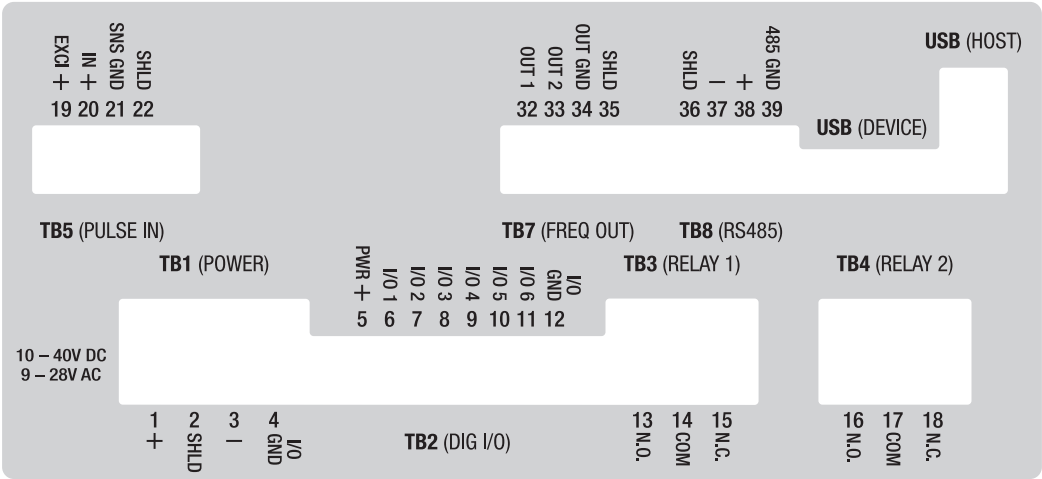 EXCI + IN + SNS GND SHLD
19 20 21 22
OUT 1 OUT 2 OUT GND SHLD
32 33 34 35
SHLD – + 485 GND
36 37 38 39
USB (HOST)
USB (DEVICE)
TB5 (PULSE IN)
TB7 (FREQ OUT)
TB8 (RS485)
TB1 (POWER)
PWR + I/O 1 I/O 2 I/O 3 I/O 4 I/O 5 I/O 6 I/O GND
5 6 7 8 9 10 11 12
TB3 (RELAY 1)
TB4 (RELAY 2)
10 – 40V DC
9 – 28V AC
1 2 3 4
+ SHLD – I/O GND
TB2 (DIG I/O)
13 14 15
N.O. COM N.C.
16 17 18
N.O. COM N.C.